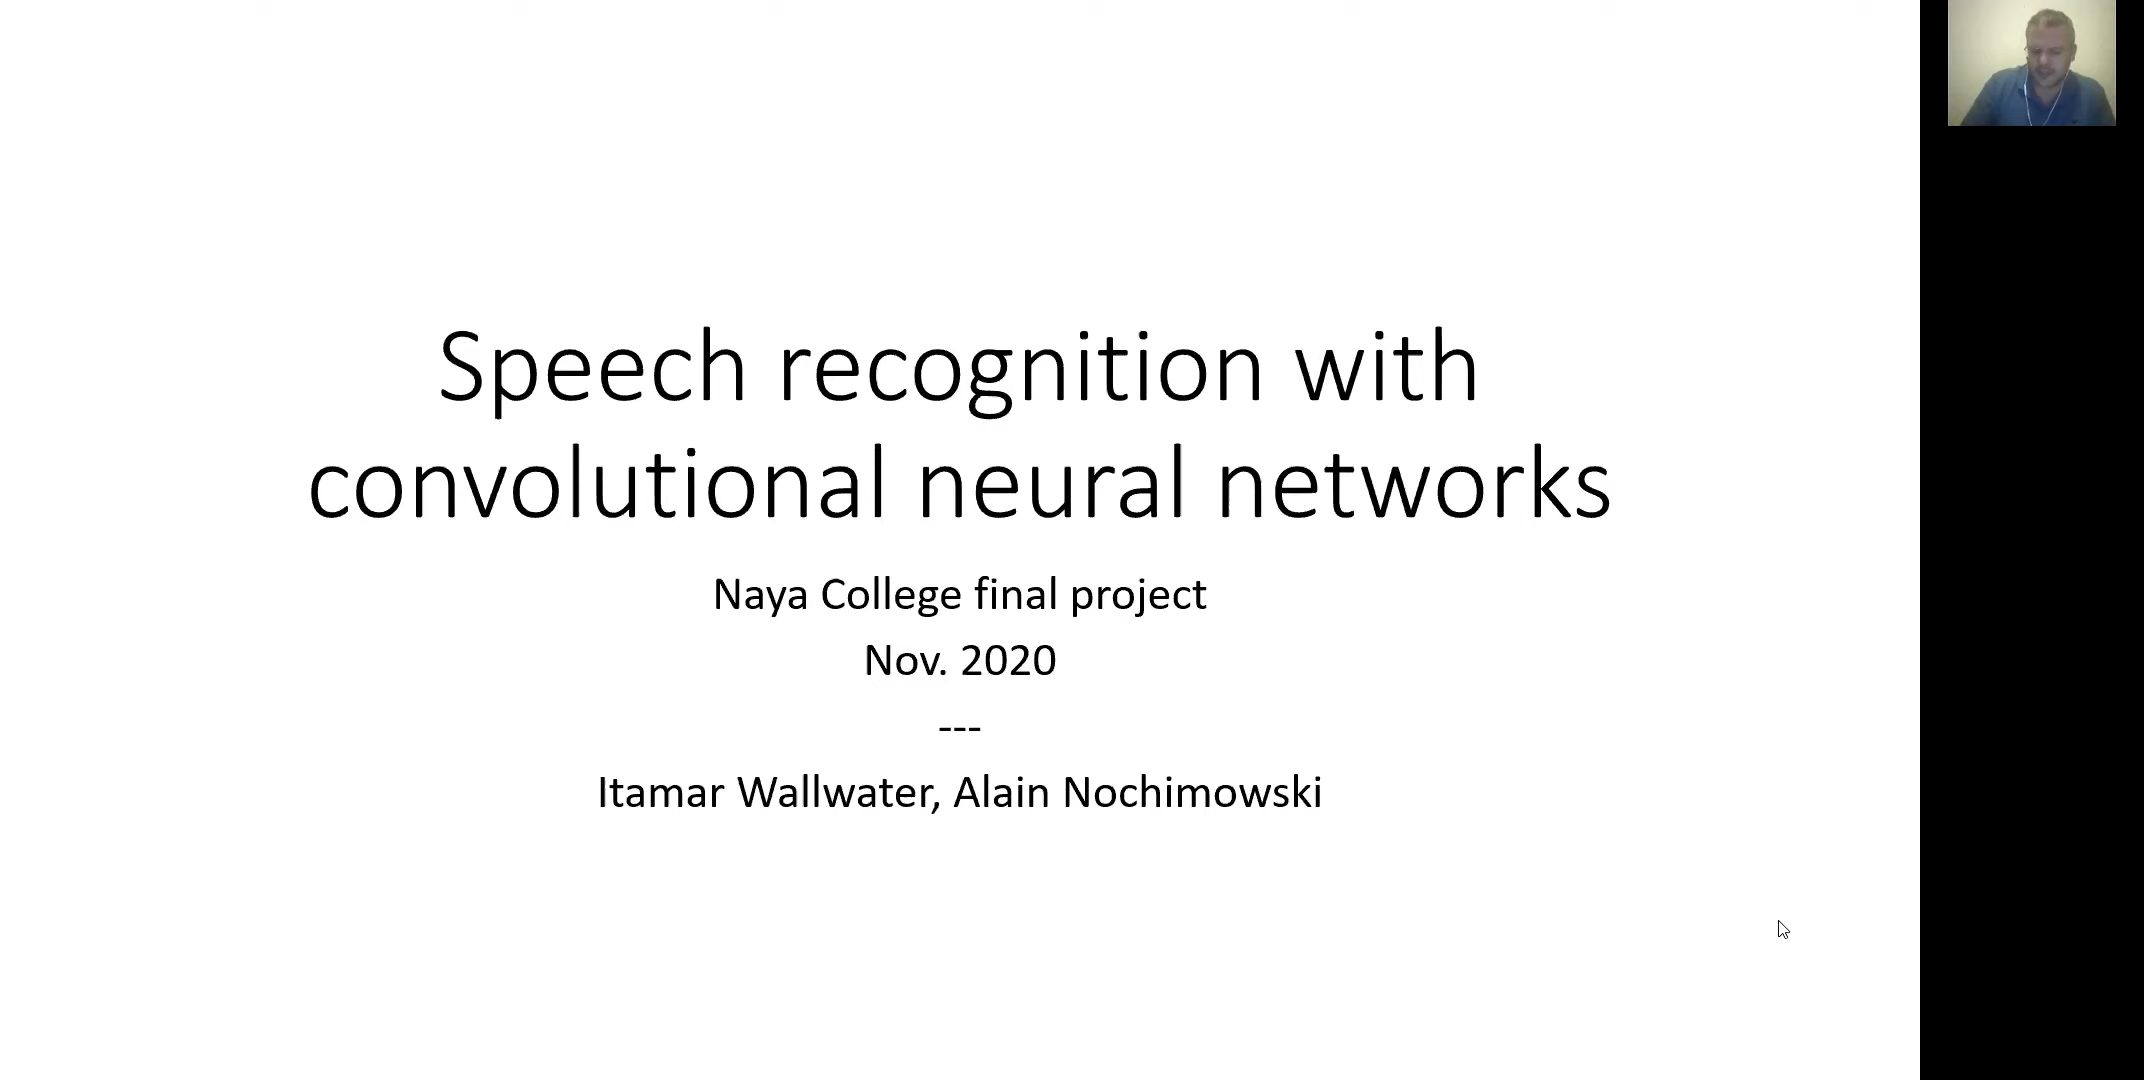 Speech recognition with
convolutional neural networks
Naya College final project
Nov. 2020
---
Itamar Wallwater, Alain Nochimowski